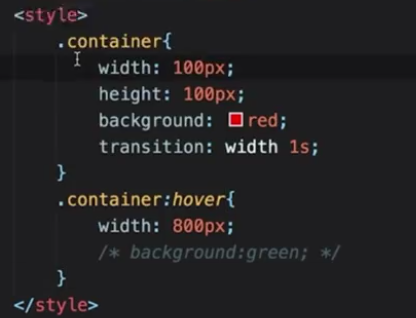 <style>
.container{
width: 100px;
height: 100px;
background: red;
transition: width 1s;
}
.container:hover{
width: 800px;
/* background:green; */
}
</style>